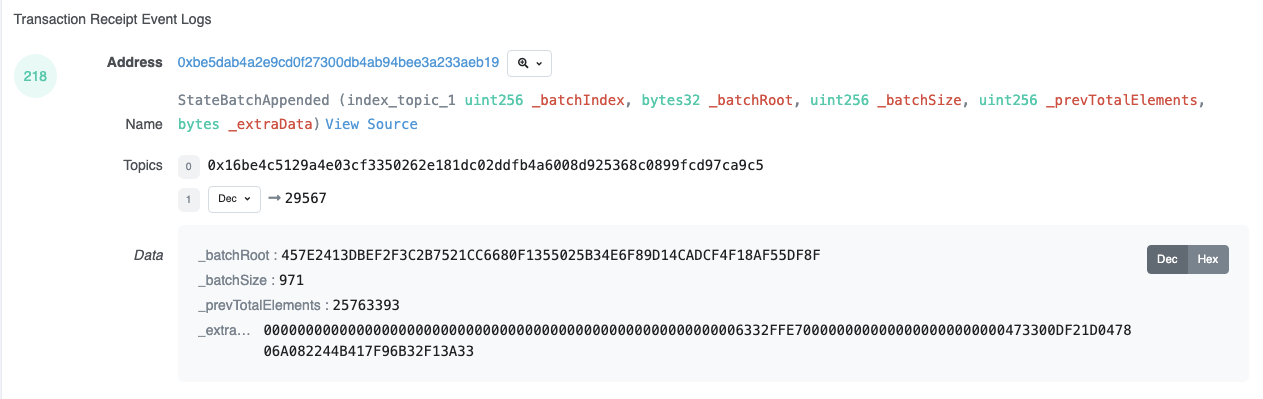 Transaction Receipt Event Logs
218
Address 0xbe5dab4a2e9cd0f27300db4ab94bee3a233aeb19
StateBatchAppended (index_topic_1 uint256 _batchIndex, bytes32 _batchRoot, uint256 _batchSize, uint256 _prevTotalElements,
Name bytes _extraData) View Source
Topics 0 0x16be4c5129a4e03cf3350262e181dc02ddfb4a6008d925368c0899fcd97ca9c5
1 Dec → 29567
Data _batchRoot : 457E2413DBEF2F3C2B7521CC6680F1355025B34E6F89D14CADCF4F18AF55DF8F
Dec Hex
_batchSize : 971
_prevTotalElements : 25763393
_extra… 000000000000000000000000000000000000000000000000000000006332FFE7000000000000000000000000473300DF21D0478
06A082244B417F96B32F13A33